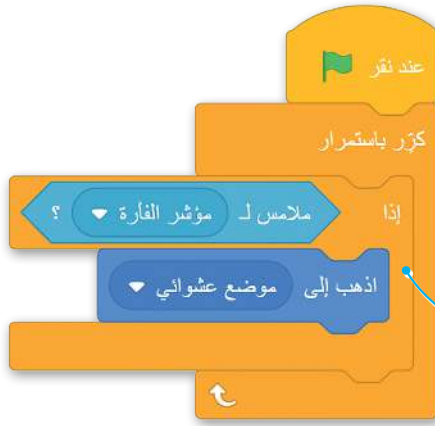 عند نقر
كرّر باستمرار
إذا ملامس لـ مؤشر الفأرة ؟
اذهب إلى موضع عشوائي